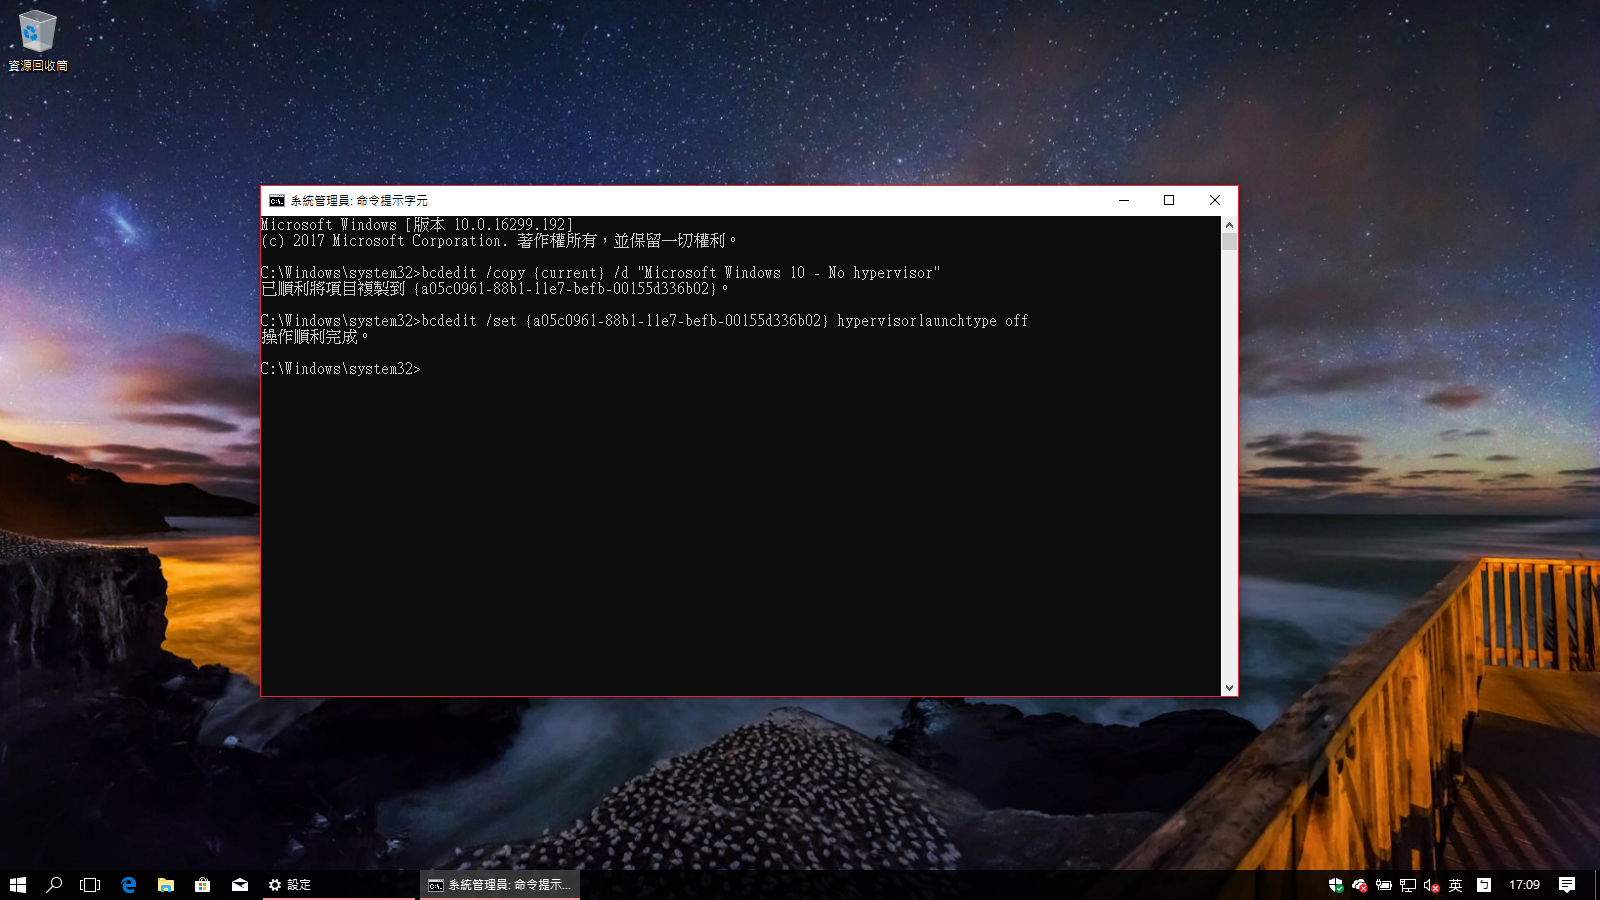 資源回收筒
系統管理員: 命令提示字元
Microsoft Windows [版本 10.0.16299.192]
(c) 2017 Microsoft Corporation. 著作權所有，並保留一切權利。
C:\Windows\system32>bcdedit /copy {current} /d "Microsoft Windows 10 - No hypervisor"
已順利將項目複製到 {a05c0961-88b1-11e7-befb-00155d336b02}。
C:\Windows\system32>bcdedit /set {a05c0961-88b1-11e7-befb-00155d336b02} hypervisorlaunchtype off
操作順利完成。
C:\Windows\system32>
設定
系統管理員: 命令提示...
英
ㄅ
17:09